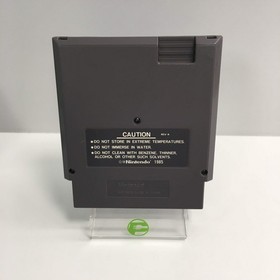 CAUTION REV-A
•DO NOT STORE IN EXTREME TEMPERATURES.
•DO NOT IMMERSE IN WATER.
•DO NOT CLEAN WITH BENZENE, THINNER,
ALCOHOL OR OTHER SUCH SOLVENTS.
©®Nintendo® 1985